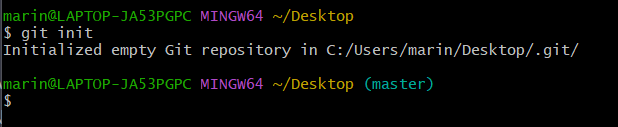 marin@LAPTOP-JA53PGPC MINGW64 ~/Desktop
$ git init
Initialized empty Git repository in C:/Users/marin/Desktop/.git/
marin@LAPTOP-JA53PGPC MINGW64 ~/Desktop (master)
$